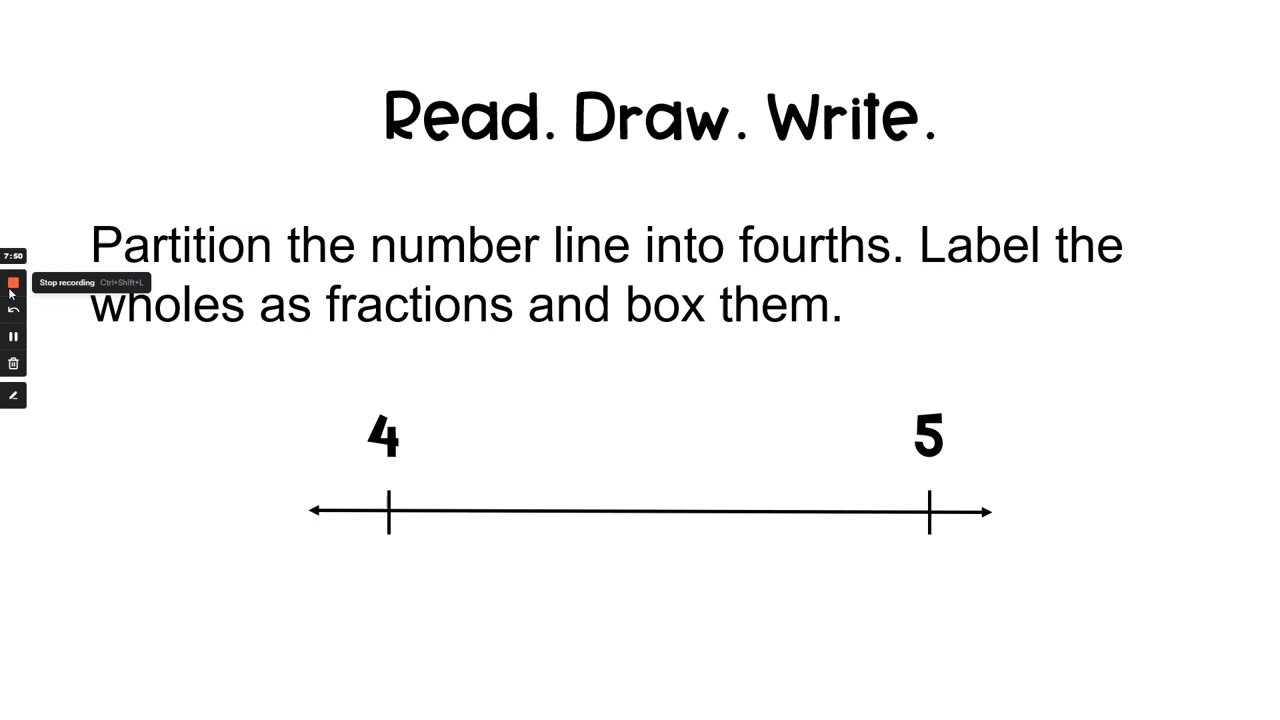 Read. Draw. Write.
Partition the number line into fourths. Label the
7:50
Stop recording Ctrl+Shift+L
wholes as fractions and box them.
4 5